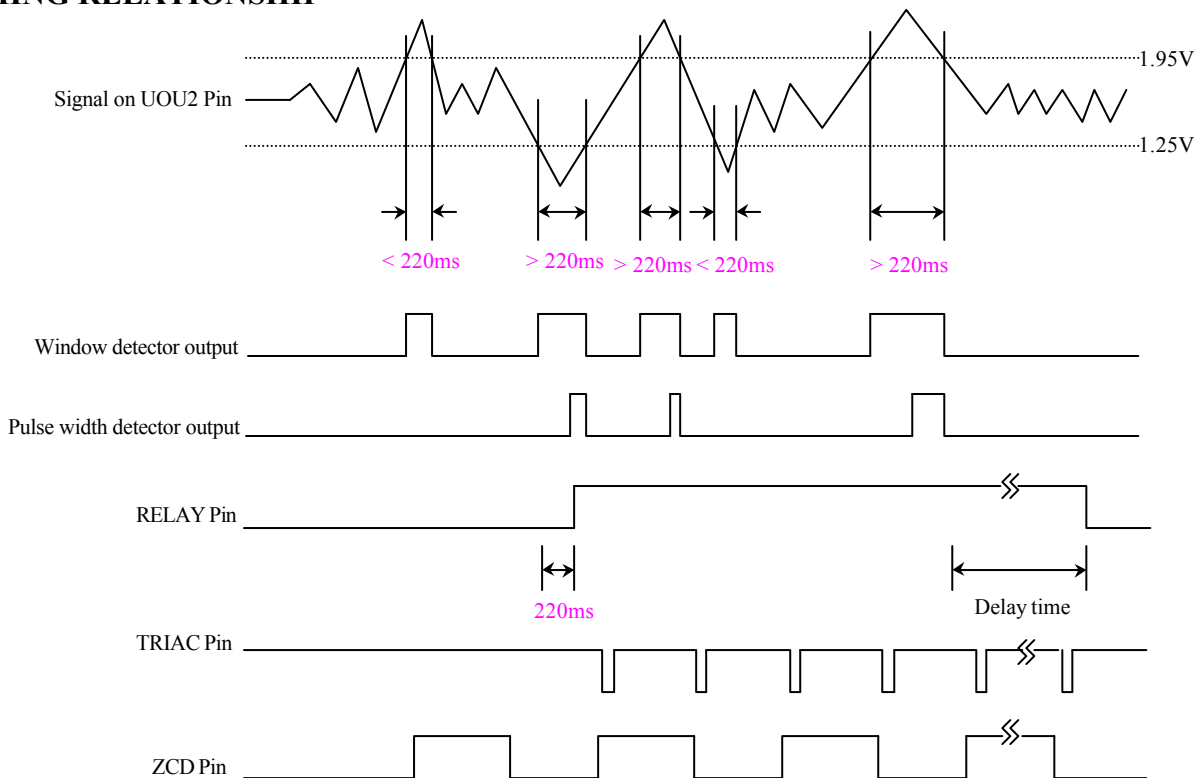 1.95V
Signal on UOU2 Pin
1.25V
< 220ms > 220ms > 220ms < 220ms > 220ms
Window detector output
Pulse width detector output
RELAY Pin
220ms
Delay time
TRIAC Pin
ZCD Pin